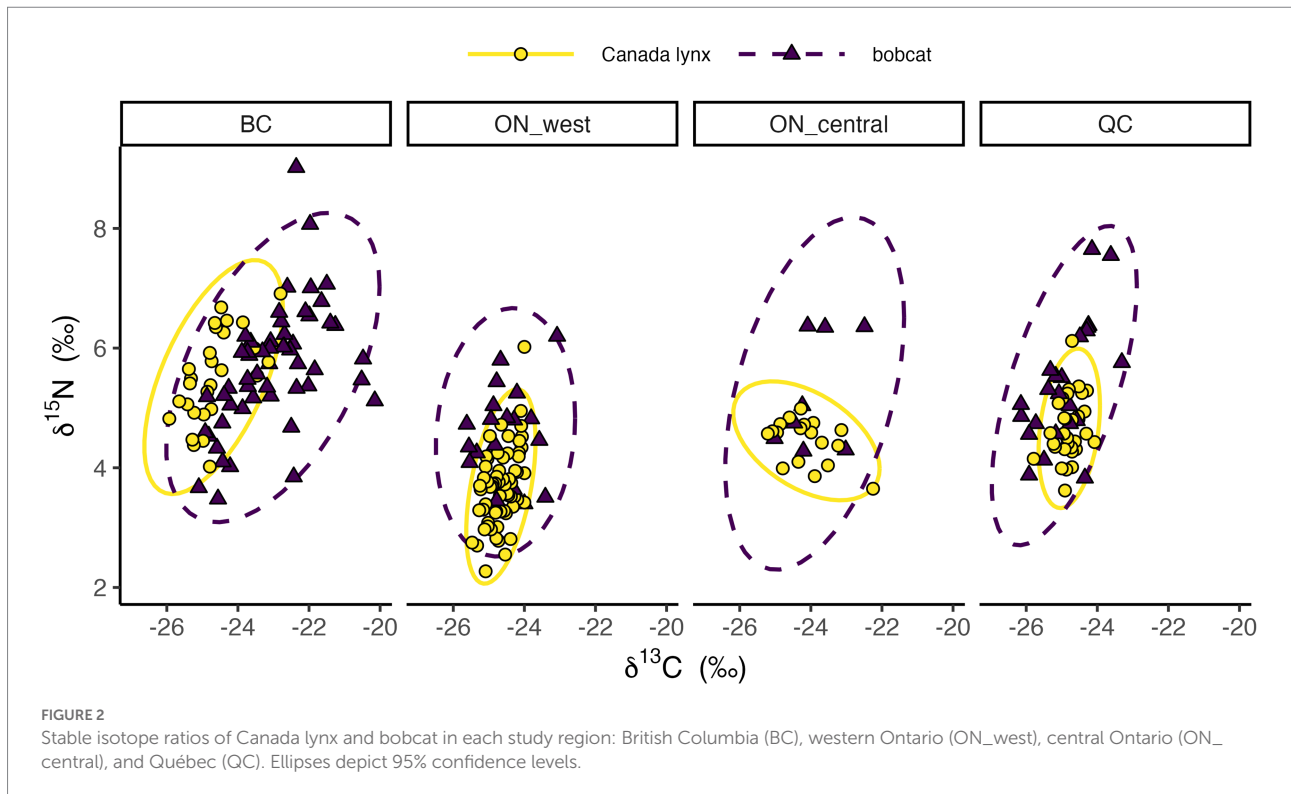 Canada lynx bobcat
BC ON_west ON_central QC
8
6
4
2
δ15N (‰)
-26 -24 -22 -20 -26 -24 -22 -20 -26 -24 -22 -20 -26 -24 -22 -20
δ13C (‰)
FIGURE 2
Stable isotope ratios of Canada lynx and bobcat in each study region: British Columbia (BC), western Ontario (ON_west), central Ontario (ON_
central), and Québec (QC). Ellipses depict 95% confidence levels.